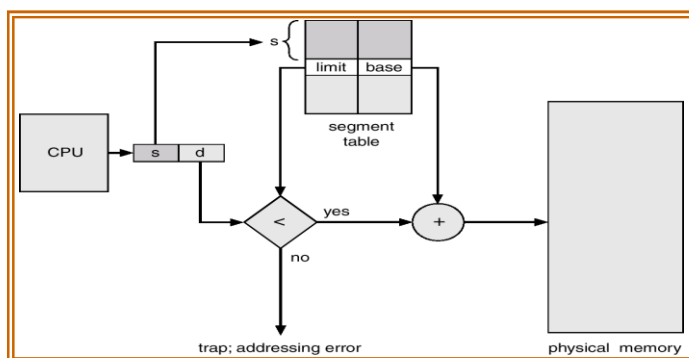 s
limit base
segment
table
CPU
s d
<
yes
+
no
trap; addressing error
physical memory